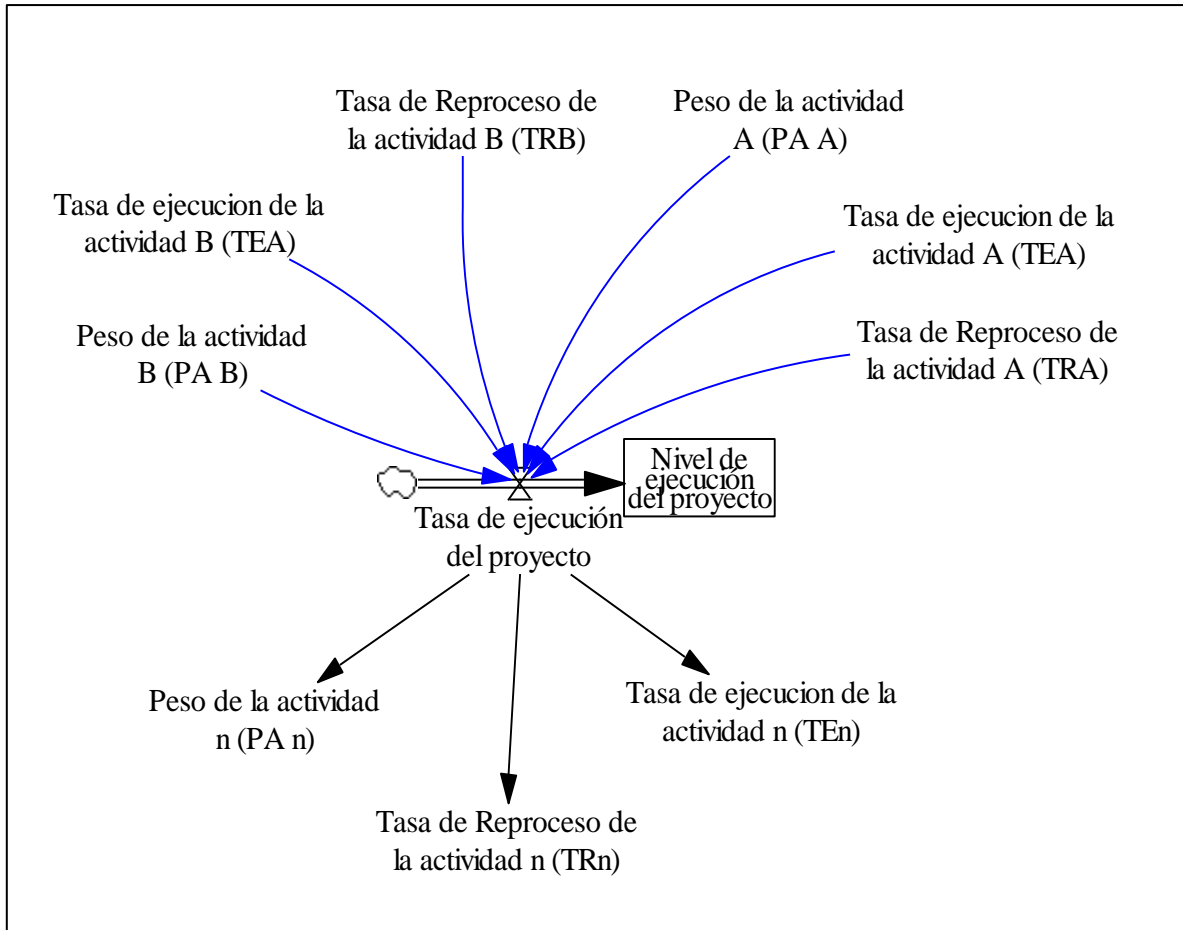 Tasa de Reproceso de
la actividad B (TRB)
Peso de la actividad
A (PA A)
Tasa de ejecucion de la
actividad B (TEA)
Tasa de ejecucion de la
actividad A (TEA)
Peso de la actividad
B (PA B)
Tasa de Reproceso de
la actividad A (TRA)
Nivel de
ejecución
del proyecto
Tasa de ejecución
del proyecto
Peso de la actividad
n (PA n)
Tasa de ejecucion de la
actividad n (TEn)
Tasa de Reproceso de
la actividad n (TRn)